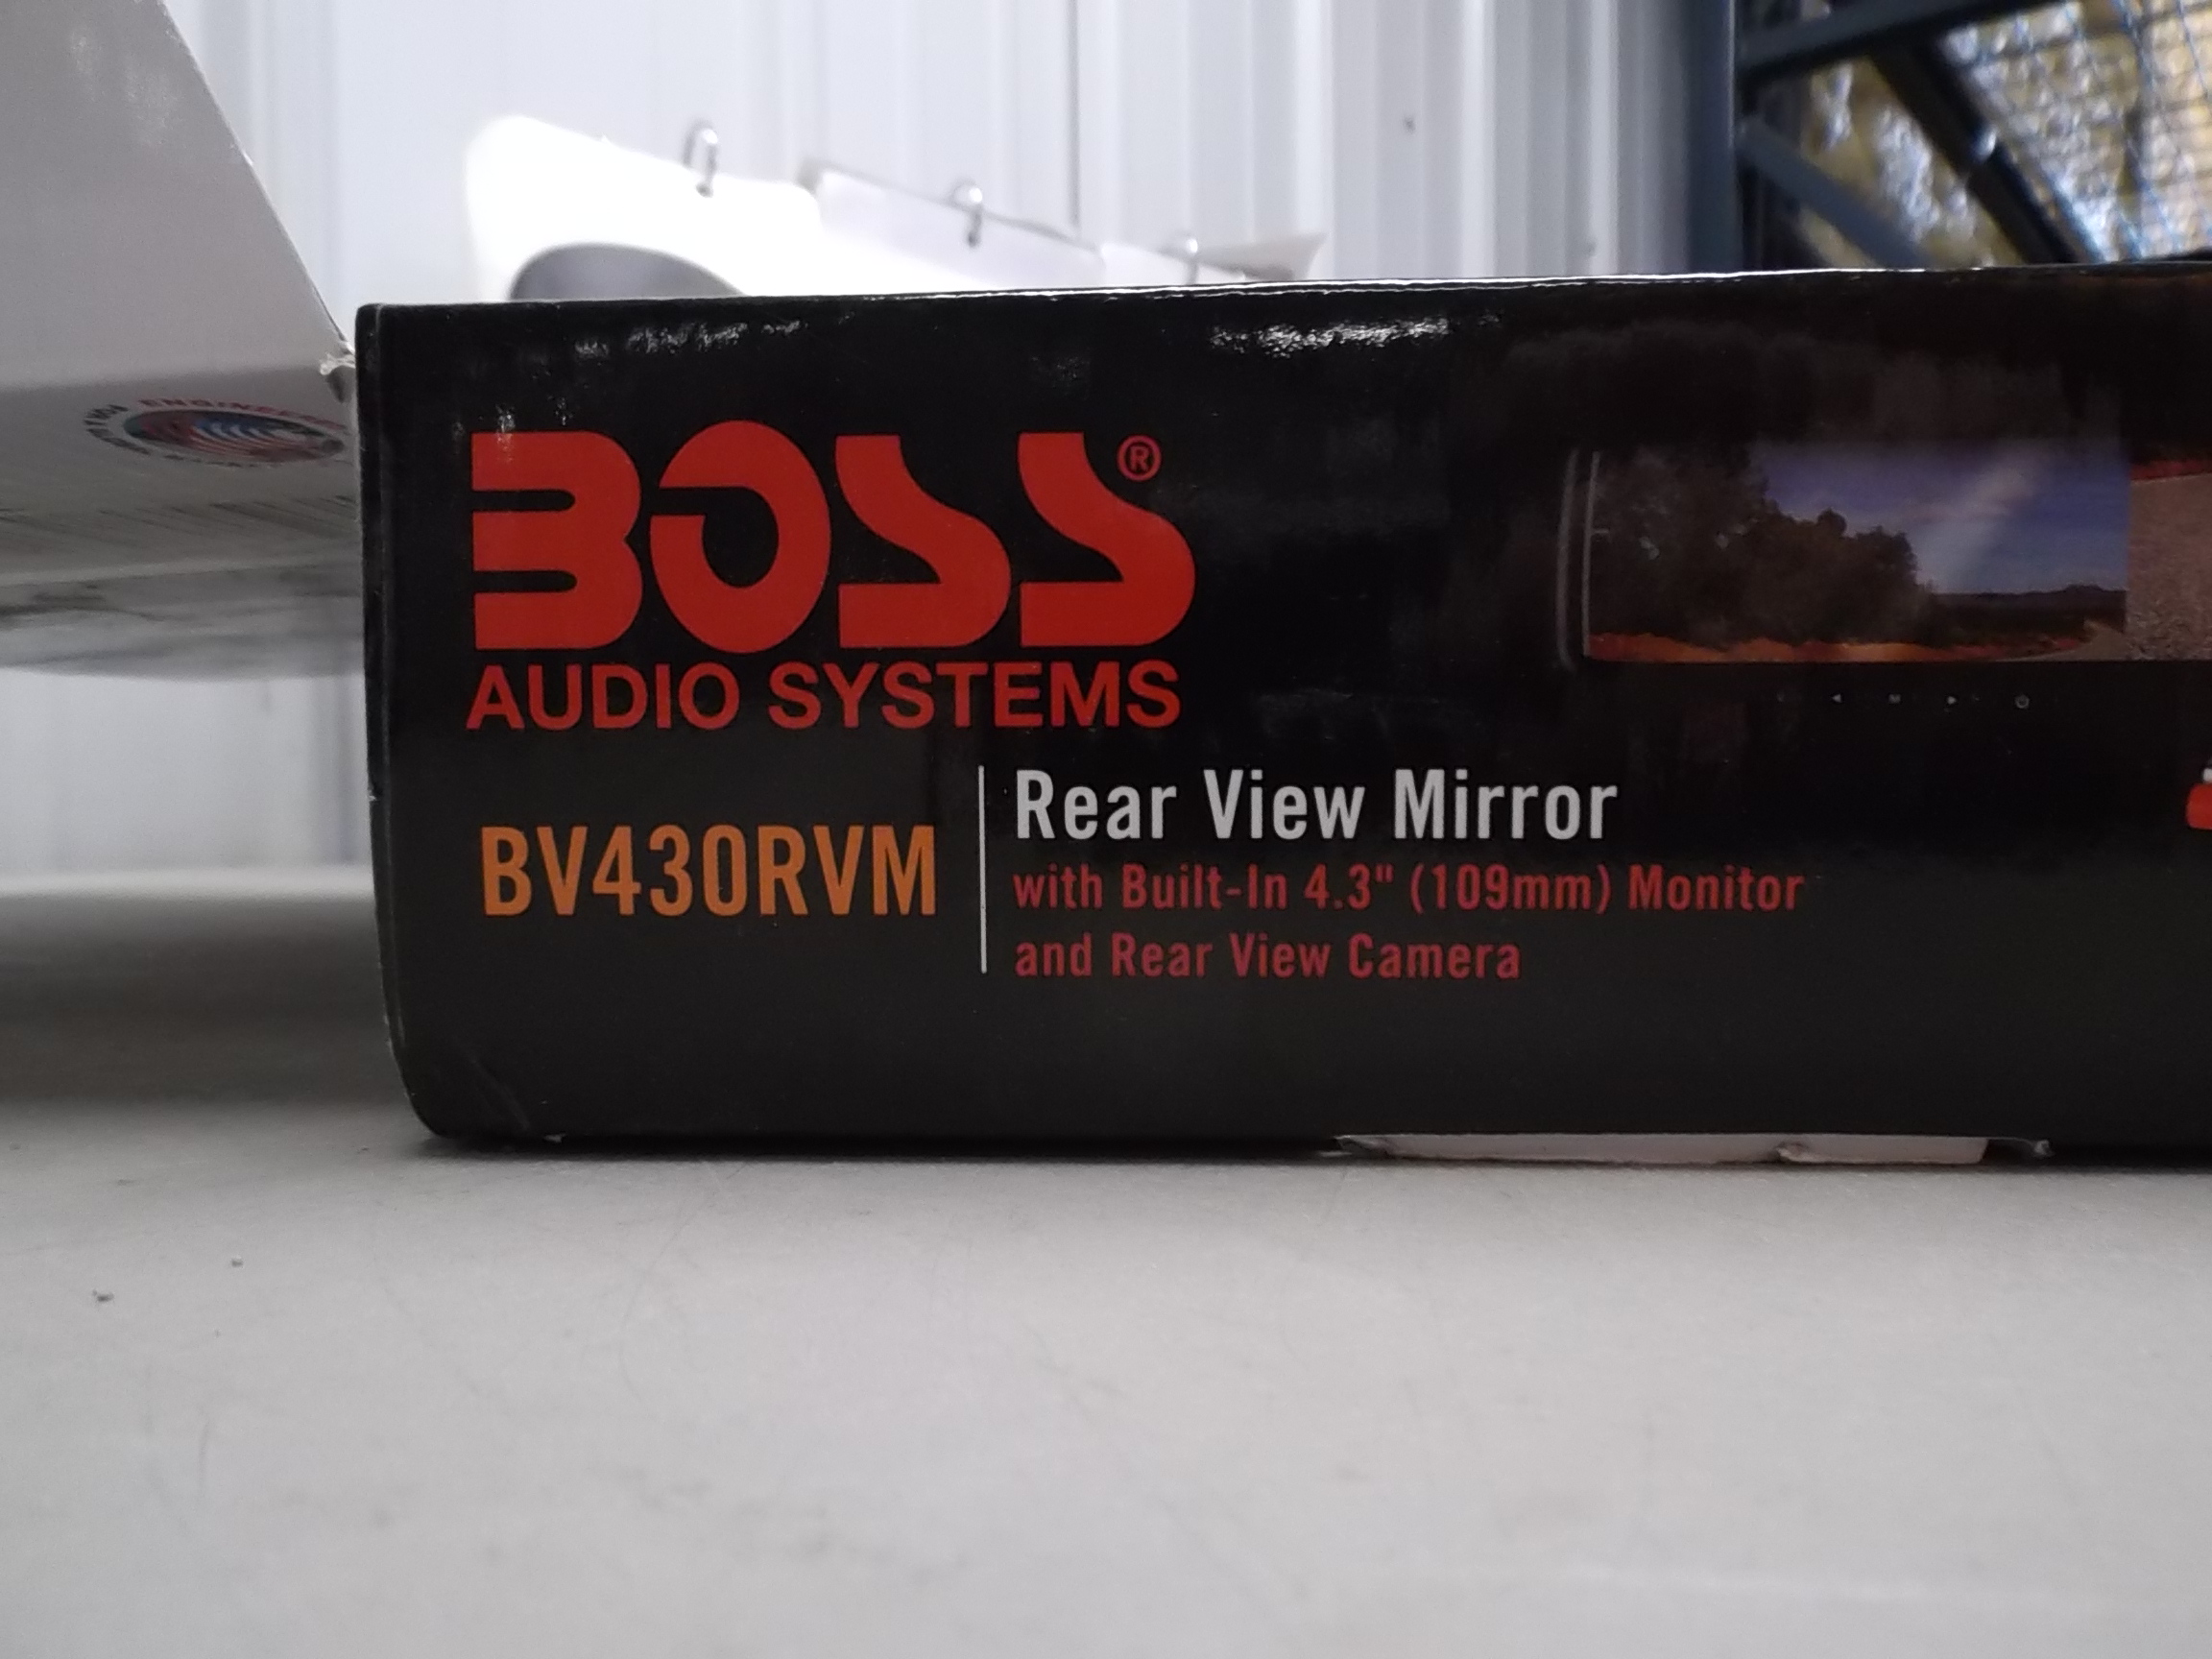 BOSS®
AUDIO SYSTEMS
BV430RVM
Rear View Mirror
with Built-In 4.3" (109mm) Monitor
and Rear View Camera